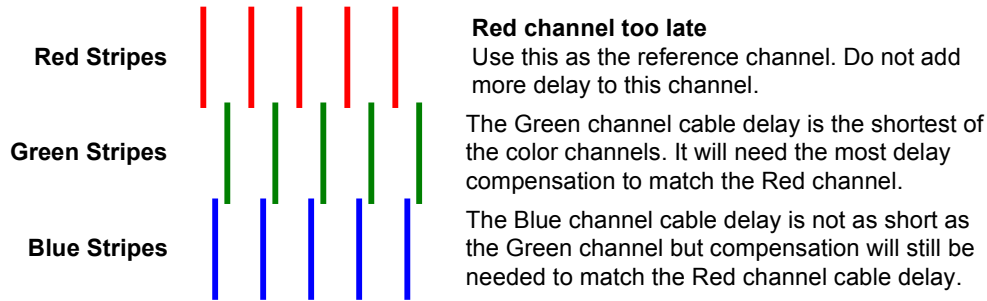 Red Stripes
Red channel too late
Use this as the reference channel. Do not add
more delay to this channel.
Green Stripes
The Green channel cable delay is the shortest of
the color channels. It will need the most delay
compensation to match the Red channel.
Blue Stripes
The Blue channel cable delay is not as short as
the Green channel but compensation will still be
needed to match the Red channel cable delay.